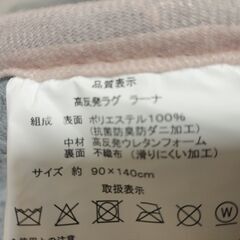 品質表示
高反発ラグ ラーナ
組成 表面 ポリエステル100%
(抗菌防臭防ダニ加工)
中材 高反発ウレタンフォーム
裏面 不織布(滑りにくい加工)
サイズ 約 90×140cm
取扱表示